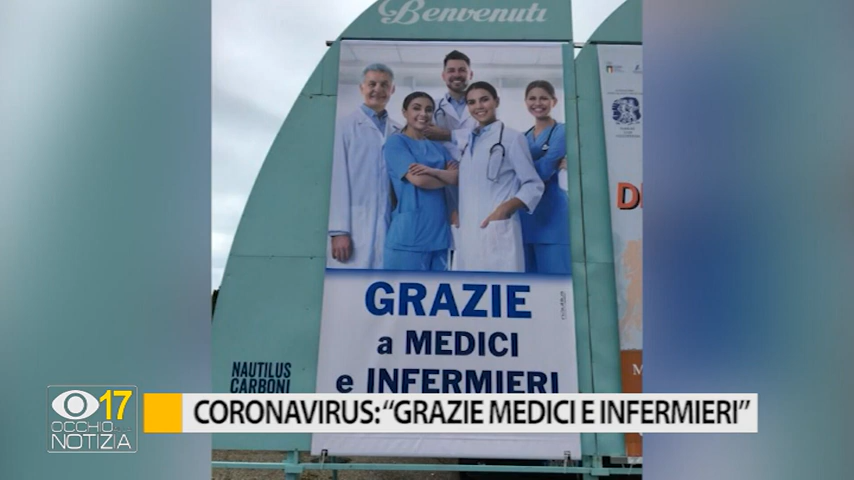 Benvenuti
GRAZIE
a MEDICI
e INFERMIERI
NAUTILUS
CARBONI
D
M
17
OCCHIO
NOTIZIA
CORONAVIRUS: “GRAZIE MEDICI E INFERMIERI”